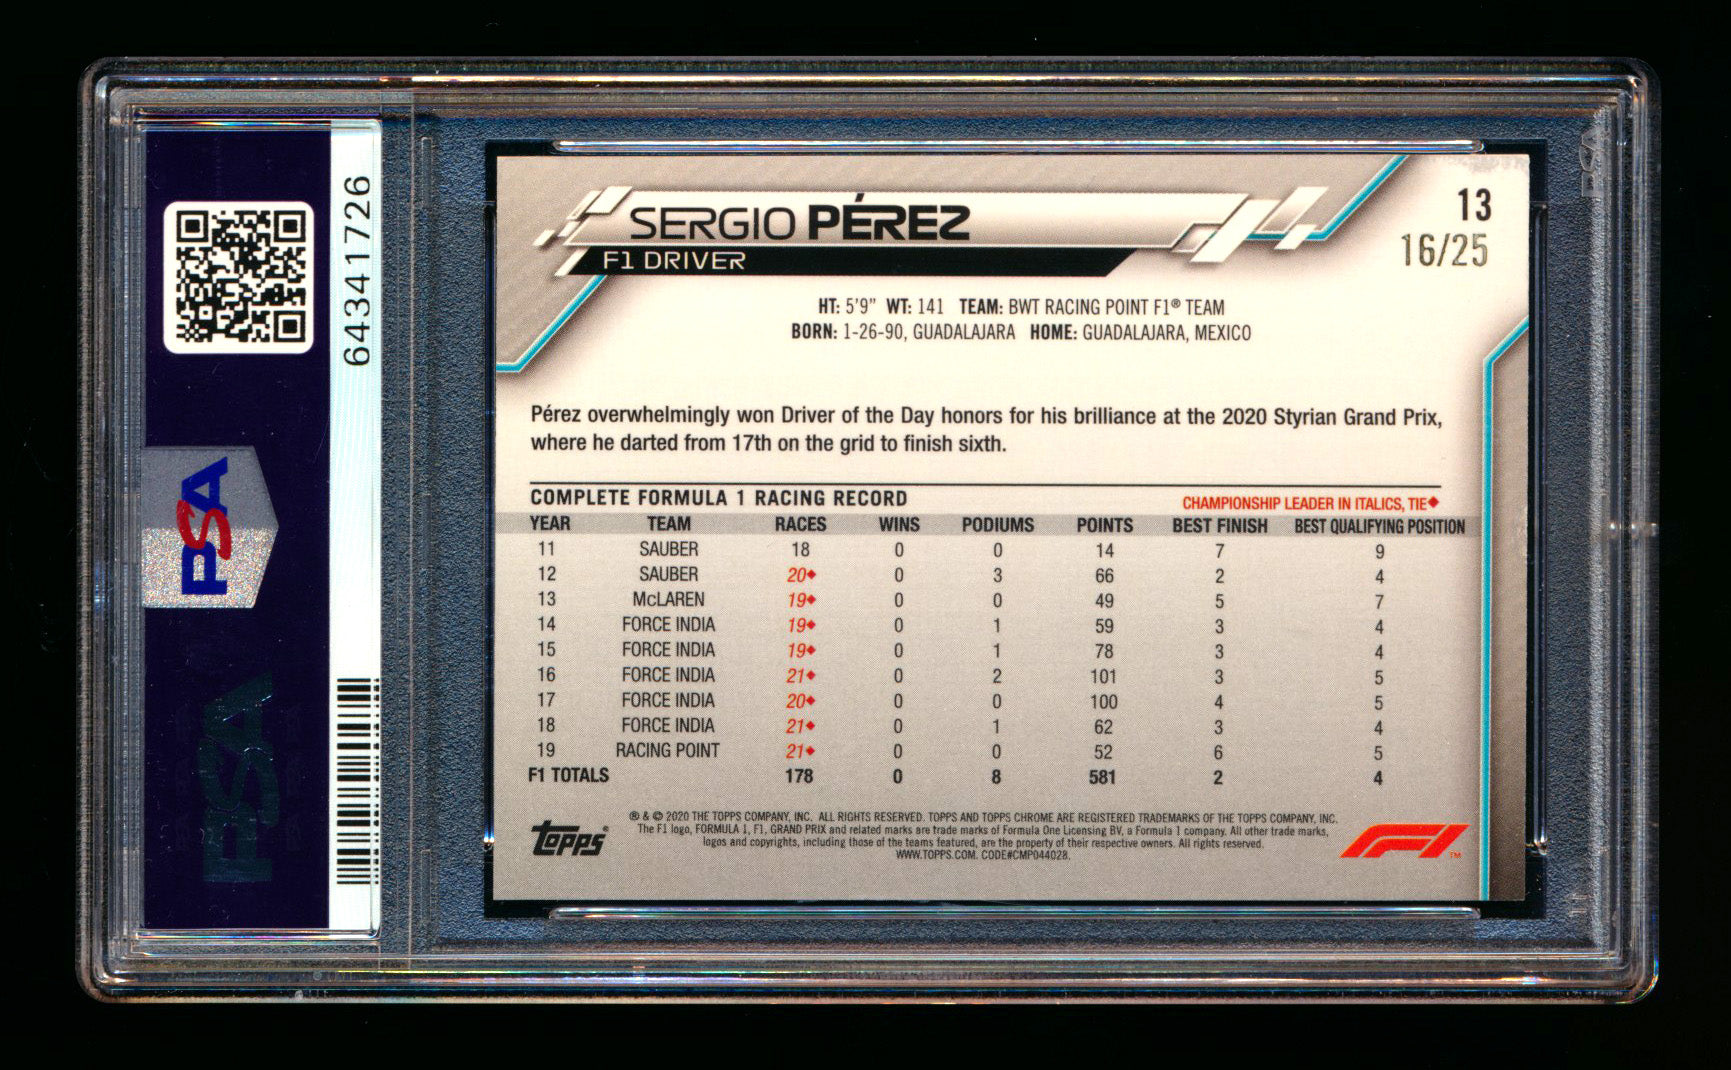 64341726
PSA
PSA
SERGIO PÉREZ
F1 DRIVER
13
16/25
HT: 5'9" WT: 141 TEAM: BWT RACING POINT F1® TEAM
BORN: 1-26-90, GUADALAJARA HOME: GUADALAJARA, MEXICO
Pérez overwhelmingly won Driver of the Day honors for his brilliance at the 2020 Styrian Grand Prix,
where he darted from 17th on the grid to finish sixth.
COMPLETE FORMULA 1 RACING RECORD CHAMPIONSHIP LEADER IN ITALICS, TIE♦
YEAR TEAM RACES WINS PODIUMS POINTS BEST FINISH BEST QUALIFYING POSITION
11 SAUBER 18 0 0 14 7 9
12 SAUBER 20♦ 0 3 66 2 4
13 McLAREN 19♦ 0 0 49 5 7
14 FORCE INDIA 19♦ 0 1 59 3 4
15 FORCE INDIA 19♦ 0 1 78 3 4
16 FORCE INDIA 21♦ 0 2 101 3 5
17 FORCE INDIA 20♦ 0 0 100 4 5
18 FORCE INDIA 21♦ 0 1 62 3 4
19 RACING POINT 21♦ 0 0 52 6 5
F1 TOTALS 178 0 8 581 2 4
topps®
® & © 2020 THE TOPPS COMPANY, INC. ALL RIGHTS RESERVED. TOPPS AND TOPPS CHROME ARE REGISTERED TRADEMARKS OF THE TOPPS COMPANY, INC.
The F1 logo, FORMULA 1, F1, GRAND PRIX and related marks are trade marks of Formula One Licensing BV, a Formula 1 company. All other trade marks,
logos and copyrights, including those of the teams featured, are the property of their respective owners. All rights reserved.
WWW.TOPPS.COM. CODE#CMP044028.
F1™